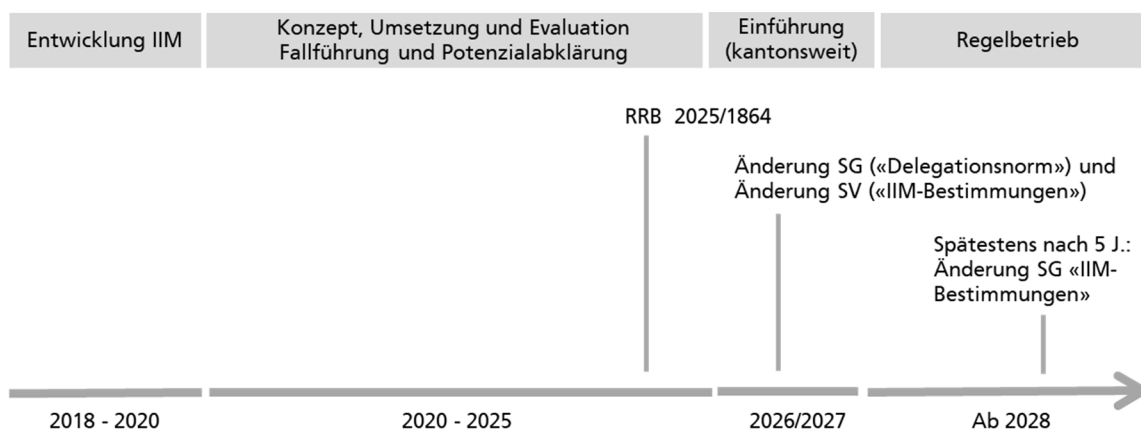 Entwicklung IIM
Konzept, Umsetzung und Evaluation
Fallführung und Potenzialabklärung
Einführung
(kantonsweit)
Regelbetrieb
RRB 2025/1864
Änderung SG («Delegationsnorm») und
Änderung SV («IIM-Bestimmungen»)
Spätestens nach 5 J.:
Änderung SG «IIM-
Bestimmungen»
2018 - 2020
2020 - 2025
2026/2027
Ab 2028